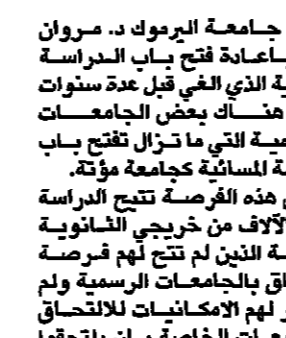 جامعة اليرموك د. مروان
باعادة فتح باب الدراسة
ية الذي الغي قبل عدة سنوات
هناك بعض الجامعات
مية التي ما تزال تفتح باب
ة المسائية كجامعة مؤتة.
هذه الفرصة تتيح الدراسة
لآلاف من خريجي الثانوية
ة الذين لم تتح لهم فرصة
اق بالجامعات الرسمية ولم
ر لهم الامكانيات للالتحاق
الخاصة